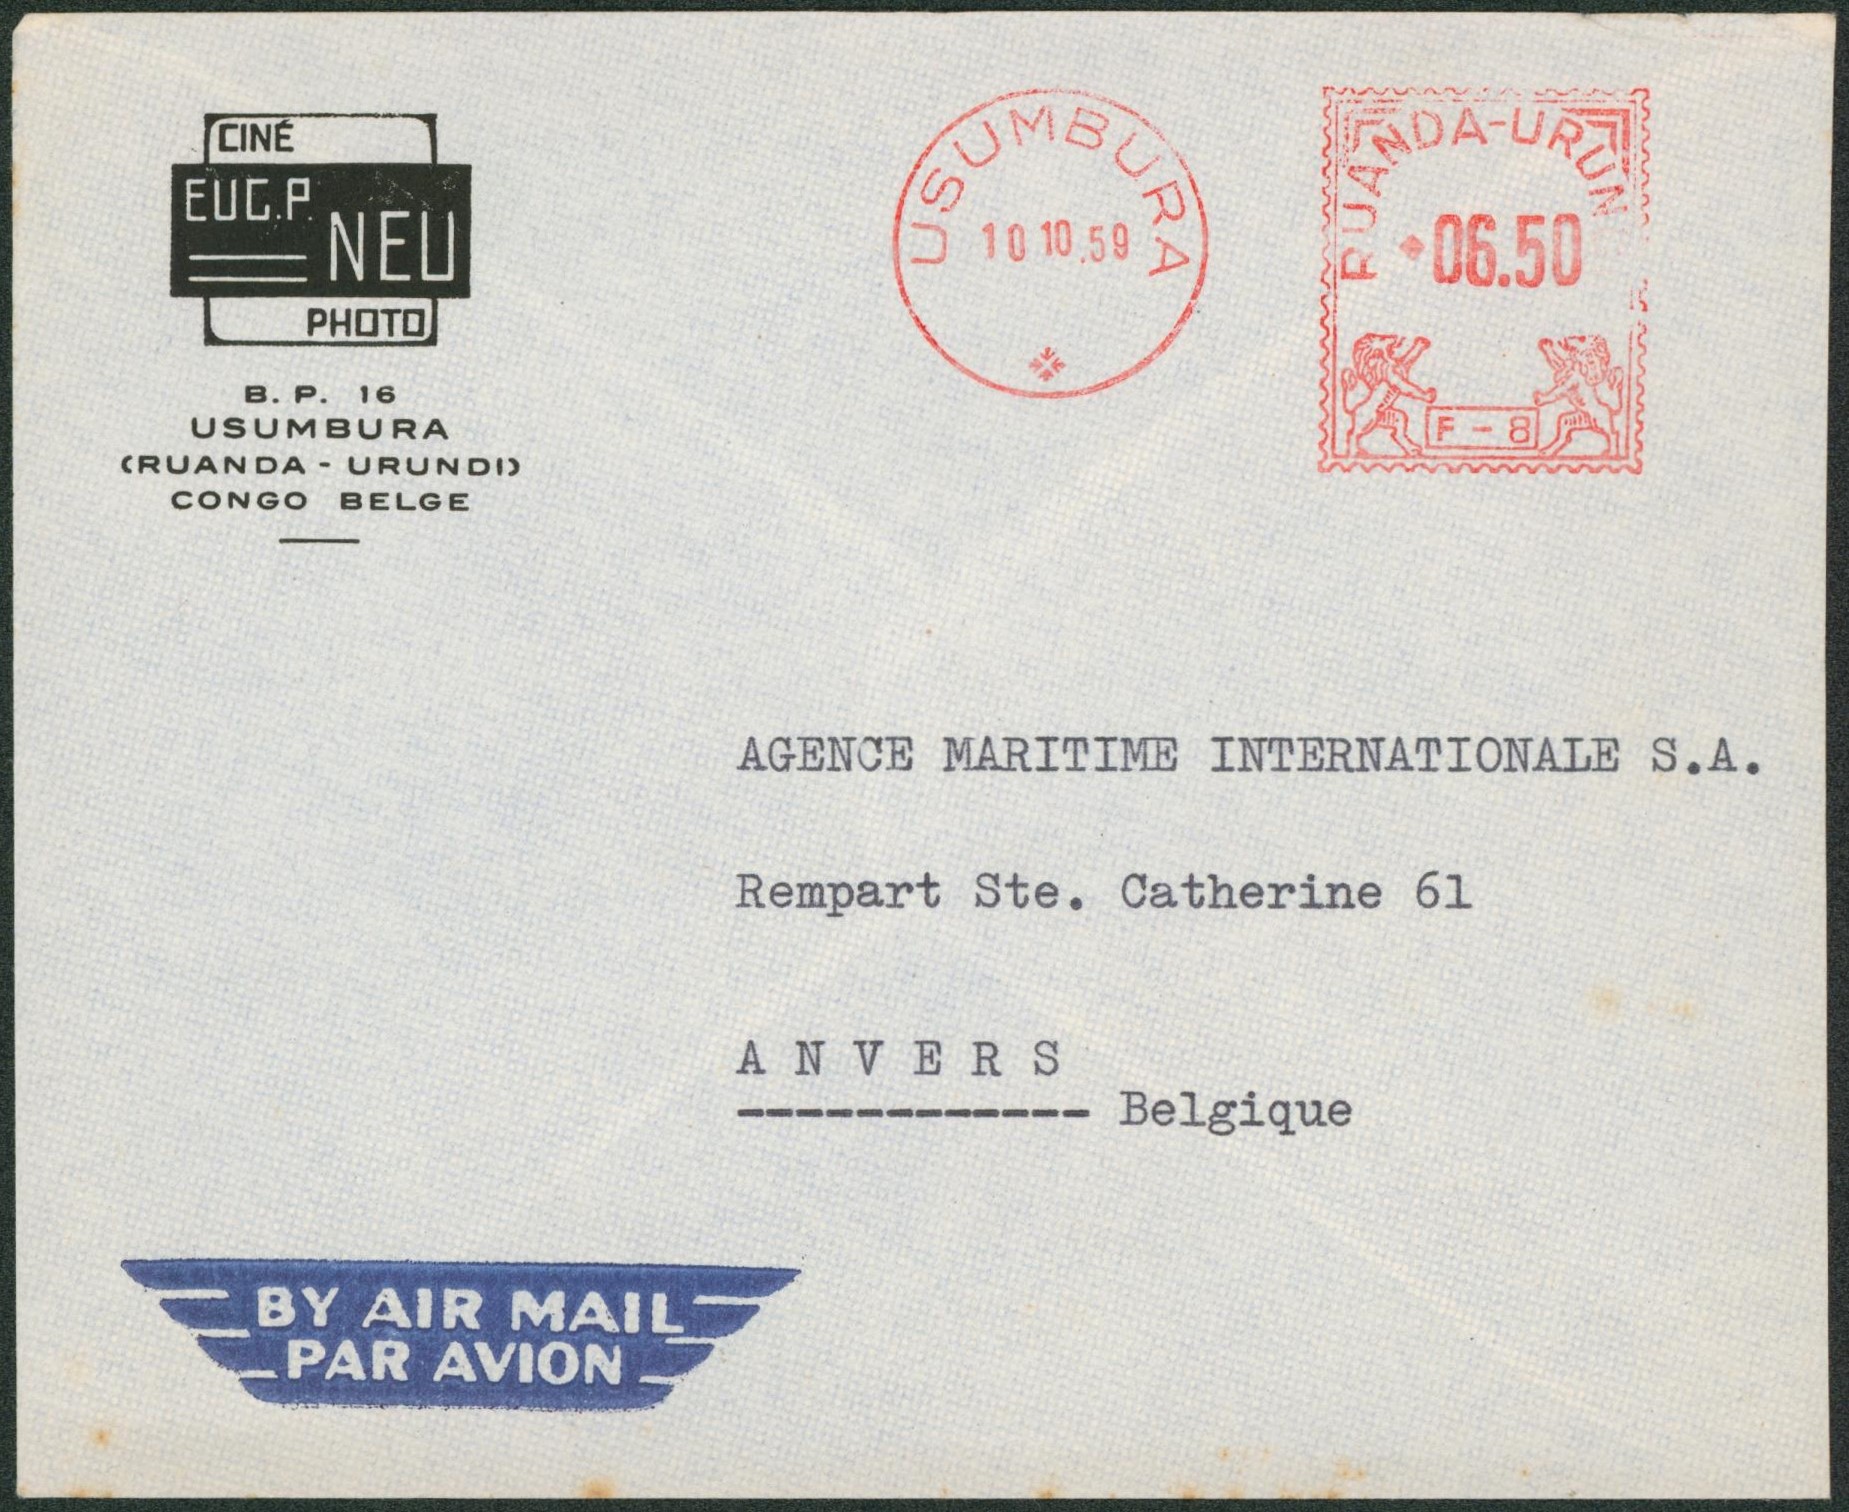 CINÉ
EUG.P. NEU
PHOTO
B. P. 16
USUMBURA
(RUANDA - URUNDI)
CONGO BELGE
USUMBURA
10 10.59
RUANDA-URUN
06.50
F - 8
AGENCE MARITIME INTERNATIONALE S.A.
Rempart Ste. Catherine 61
A N V E R S
------------ Belgique
BY AIR MAIL
PAR AVION